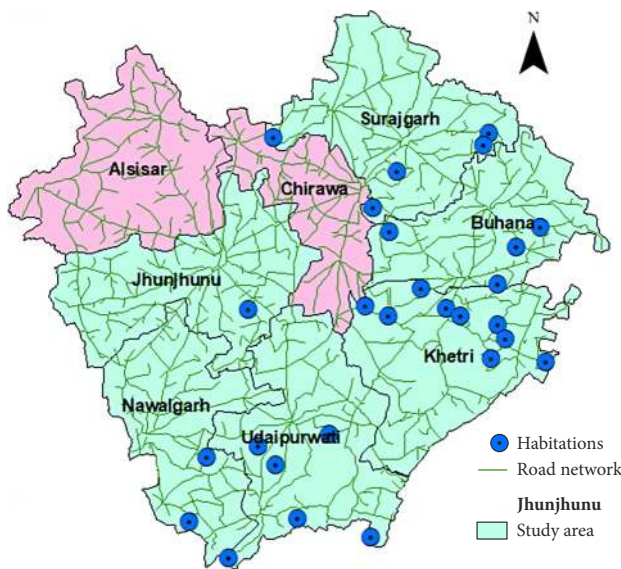 N
Surajgarh
Alsisar
Chirawa
Buhana
Jhunjhunu
Khetri
Nawalgarh
Udaipurwati
Habitations
Road network
Jhunjhunu
Study area